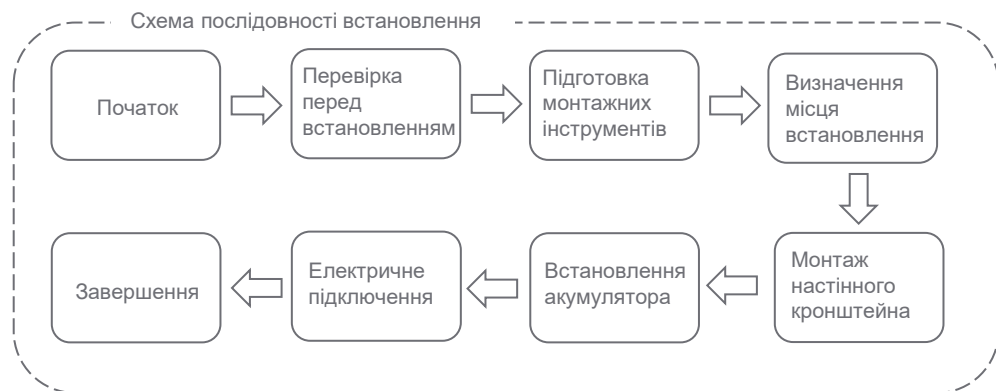 Схема послідовності встановлення
Початок
Перевірка
перед
встановленням
Підготовка
монтажних
інструментів
Визначення
місця
встановлення
Монтаж
настінного
кронштейна
Встановлення
акумулятора
Електричне
підключення
Завершення